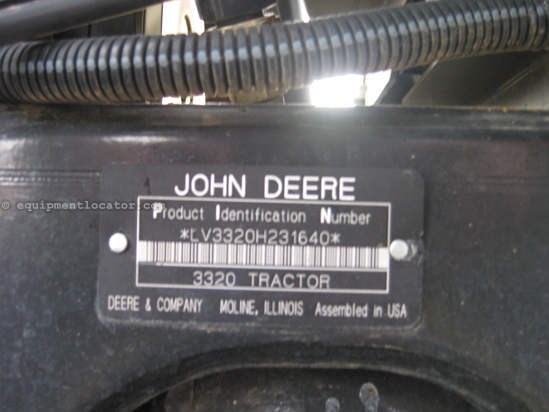 JOHN DEERE
Product Identification Number
*LV3320H231640*
3320 TRACTOR
DEERE & COMPANY MOLINE, ILLINOIS Assembled in USA
© equipmentlocator.com